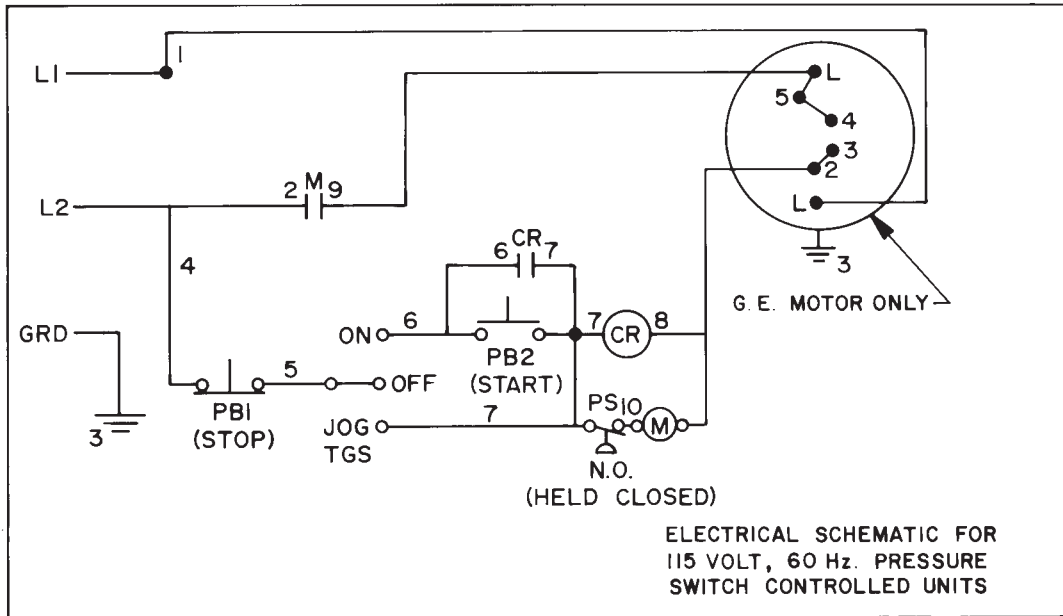 L1
1
L
5
4
3
2
L
3
G.E. MOTOR ONLY
L2
2 M 9
4
6 CR 7
GRD
3
ON
6
PB2
(START)
7 CR 8
PB1
(STOP)
5
OFF
JOG
TGS
7
PS 10
M
N.O.
(HELD CLOSED)
ELECTRICAL SCHEMATIC FOR
115 VOLT, 60 Hz. PRESSURE
SWITCH CONTROLLED UNITS